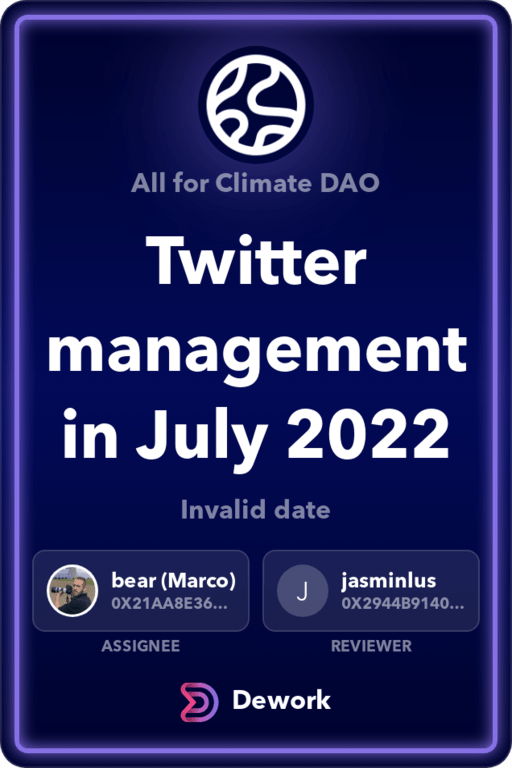 All for Climate DAO
Twitter
management
in July 2022
Invalid date
bear (Marco)
0X21AA8E36...
ASSIGNEE
J
jasminlus
0X2944B9140...
REVIEWER
Dework